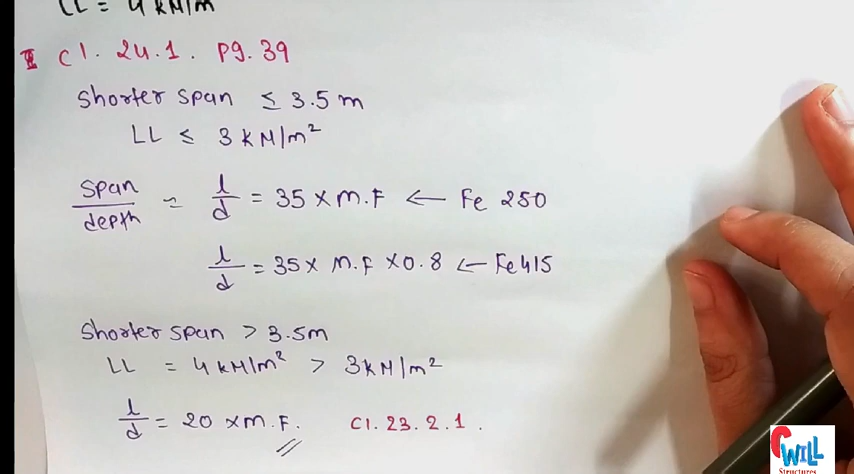 LL = 4 KN/m
Cl. 24.1. Pg. 39
Shorter span ≤ 3.5 m
LL ≤ 3 KN/m²
span/depth = l/d = 35 x M.F ← Fe 250
l/d = 35 x M.F x 0.8 ← Fe 415
Shorter span > 3.5m
LL = 4 KN/m² > 3 KN/m²
l/d = 20 x M.F. Cl. 23.2.1.
CWILL
Structures